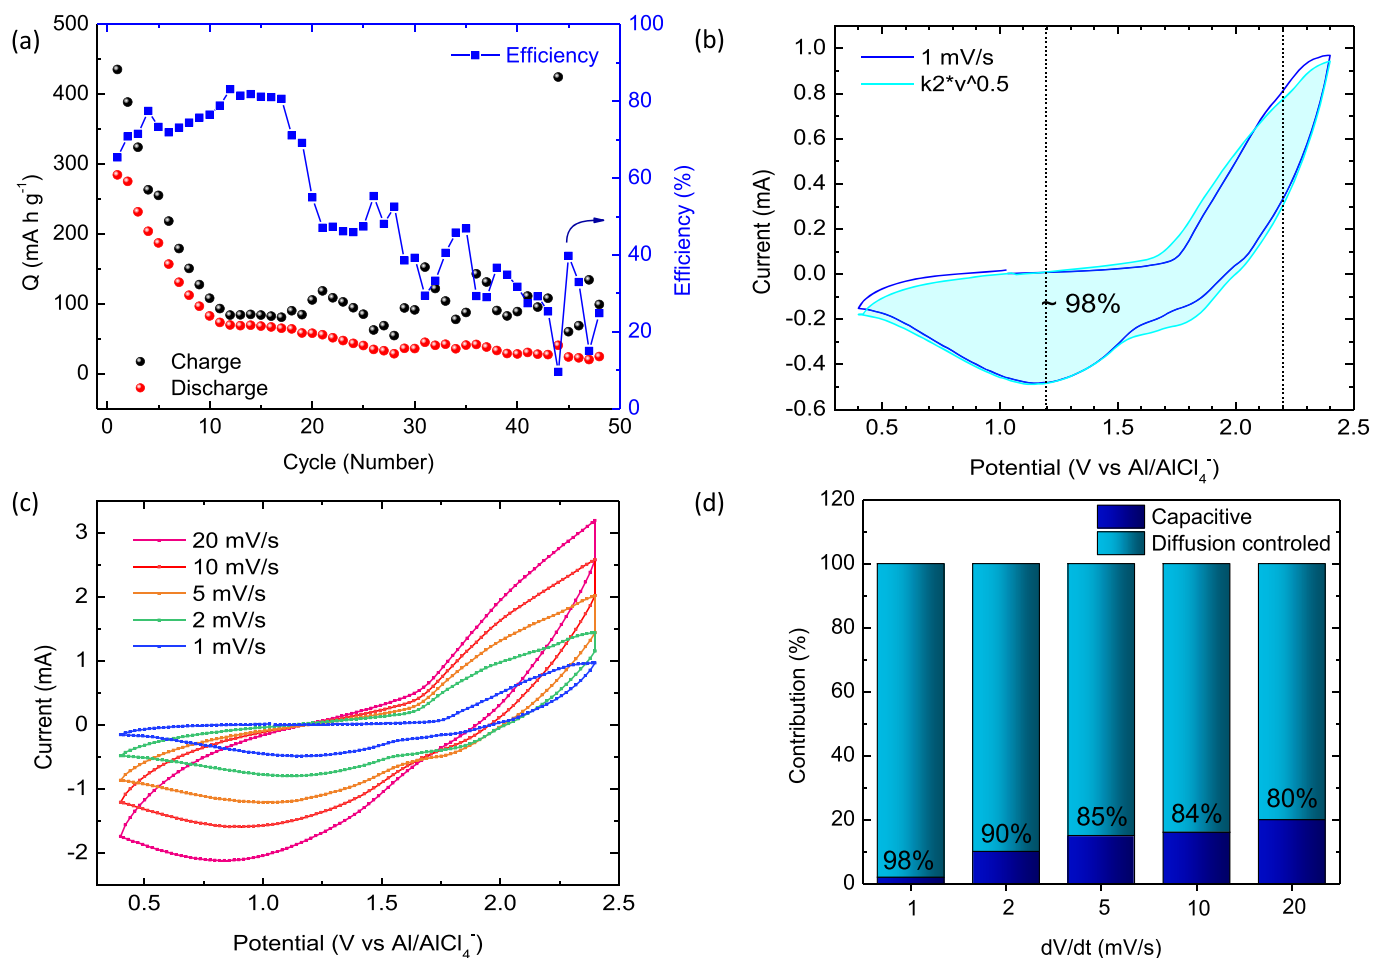 (a)
500
400
300
200
100
0
Q (mA h g⁻¹)
0
10
20
30
40
50
Cycle (Number)
100
80
60
40
20
0
Efficiency (%)
Efficiency
Charge
Discharge
(b)
1.0
0.8
0.6
0.4
0.2
0.0
-0.2
-0.4
-0.6
Current (mA)
1 mV/s
k2*v^0.5
~ 98%
0.5
1.0
1.5
2.0
2.5
Potential (V vs Al/AlCl₄⁻)
(c)
3
2
1
0
-1
-2
Current (mA)
20 mV/s
10 mV/s
5 mV/s
2 mV/s
1 mV/s
0.5
1.0
1.5
2.0
2.5
Potential (V vs Al/AlCl₄⁻)
(d)
120
100
80
60
40
20
0
Contribution (%)
Capacitive
Diffusion controled
98%
90%
85%
84%
80%
1
2
5
10
20
dV/dt (mV/s)